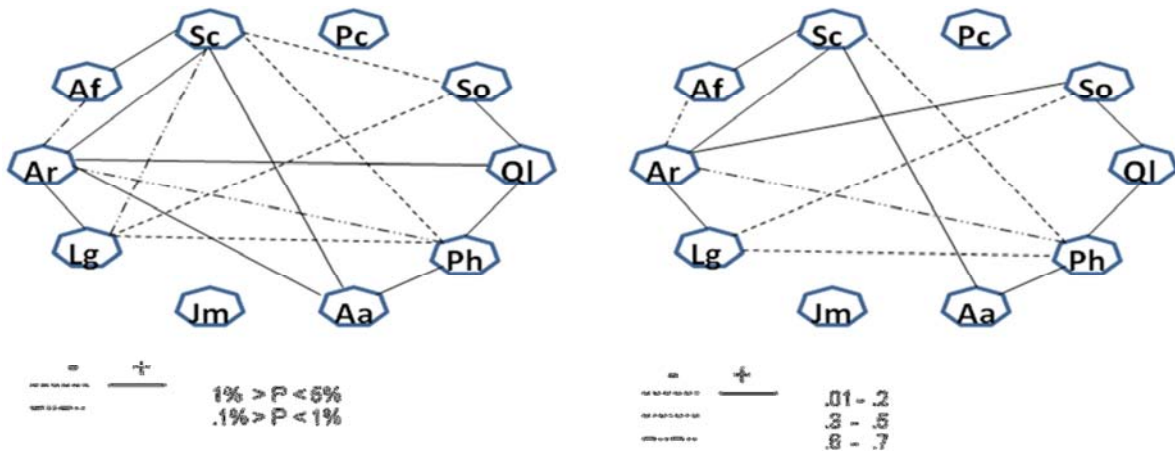 Sc Pc
Af So
Ar Ql
Lg Ph
Jm Aa
- +
1% > P < 5%
.1% > P < 1%
Sc Pc
Af So
Ar Ql
Lg Ph
Jm Aa
- +
.01 - .2
.3 - .5
.6 - .7